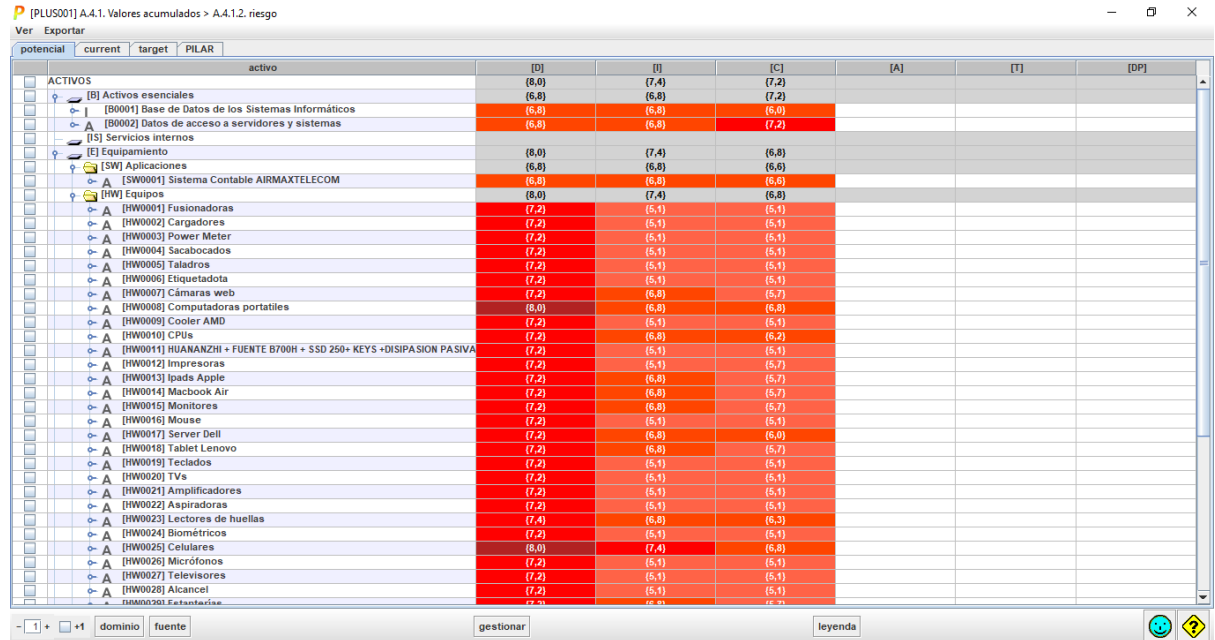 [PLUS001] A.4.1. Valores acumulados > A.4.1.2. riesgo
Ver Exportar
potencial current target PILAR
activo [D] [I] [C] [A] [T] [DP]
ACTIVOS {8,0} {7,4} {7,2}
[B] Activos esenciales {6,8} {6,8} {7,2}
[B0001] Base de Datos de los Sistemas Informáticos {6,8} {6,8} {6,0}
A [B0002] Datos de acceso a servidores y sistemas {6,8} {6,8} {7,2}
[IS] Servicios internos
[E] Equipamiento {8,0} {7,4} {6,8}
[SW] Aplicaciones {6,8} {6,8} {6,6}
A [SW0001] Sistema Contable AIRMAXTELECOM {6,8} {6,8} {6,6}
[HW] Equipos {8,0} {7,4} {6,8}
A [HW0001] Fusionadoras {7,2} {5,1} {5,1}
A [HW0002] Cargadores {7,2} {5,1} {5,1}
A [HW0003] Power Meter {7,2} {5,1} {5,1}
A [HW0004] Sacabocados {7,2} {5,1} {5,1}
A [HW0005] Taladros {7,2} {5,1} {5,1}
A [HW0006] Etiquetadota {7,2} {5,1} {5,1}
A [HW0007] Cámaras web {7,2} {6,8} {5,7}
A [HW0008] Computadoras portatiles {8,0} {6,8} {6,8}
A [HW0009] Cooler AMD {7,2} {5,1} {5,1}
A [HW0010] CPUs {7,2} {6,8} {6,2}
A [HW0011] HUANANZHI + FUENTE B700H + SSD 250+ KEYS +DISIPASION PASIVA {7,2} {5,1} {5,1}
A [HW0012] Impresoras {7,2} {5,1} {5,7}
A [HW0013] Ipads Apple {7,2} {6,8} {5,7}
A [HW0014] Macbook Air {7,2} {6,8} {5,7}
A [HW0015] Monitores {7,2} {6,8} {5,7}
A [HW0016] Mouse {7,2} {5,1} {5,1}
A [HW0017] Server Dell {7,2} {6,8} {6,0}
A [HW0018] Tablet Lenovo {7,2} {6,8} {5,7}
A [HW0019] Teclados {7,2} {5,1} {5,1}
A [HW0020] TVs {7,2} {5,1} {5,1}
A [HW0021] Amplificadores {7,2} {5,1} {5,1}
A [HW0022] Aspiradoras {7,2} {5,1} {5,1}
A [HW0023] Lectores de huellas {7,4} {6,8} {6,3}
A [HW0024] Biométricos {7,2} {5,1} {5,1}
A [HW0025] Celulares {8,0} {7,4} {6,8}
A [HW0026] Micrófonos {7,2} {5,1} {5,1}
A [HW0027] Televisores {7,2} {5,1} {5,1}
A [HW0028] Alcancel {7,2} {5,1} {5,1}
[HW0029] Estanterías {7,2} {6,8} {5,7}
- 1 + +1 dominio fuente gestionar leyenda ?